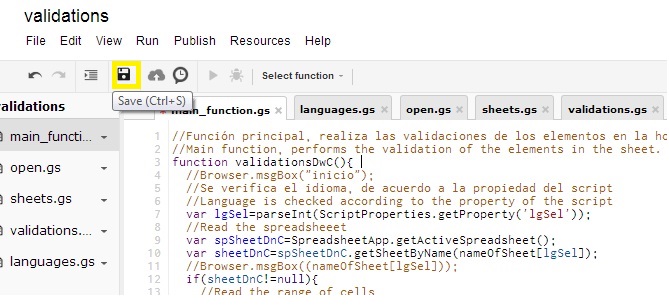 validations
File Edit View Run Publish Resources Help
Select function
Save (Ctrl+S)
validations
main_functi...
open.gs
sheets.gs
validations....
languages.gs
main_function.gs languages.gs open.gs sheets.gs validations.gs
1 //Función principal, realiza las validaciones de los elementos en la ho
2 //Main function, performs the validation of the elements in the sheet.
3 function validationsDwC(){
4 //Browser.msgBox("inicio");
5 //Se verifica el idioma, de acuerdo a la propiedad del script
6 //Language is checked according to the property of the script
7 var lgSel=parseInt(ScriptProperties.getProperty('lgSel'));
8 //Read the spreadsheeet
9 var spSheetDnC=SpreadsheetApp.getActiveSpreadsheet();
10 var sheetDnC=spSheetDnC.getSheetByName(nameOfSheet[lgSel]);
11 //Browser.msgBox((nameOfSheet[lgSel]));
12 if(sheetDnC!=null){
13 //Read the range of cells